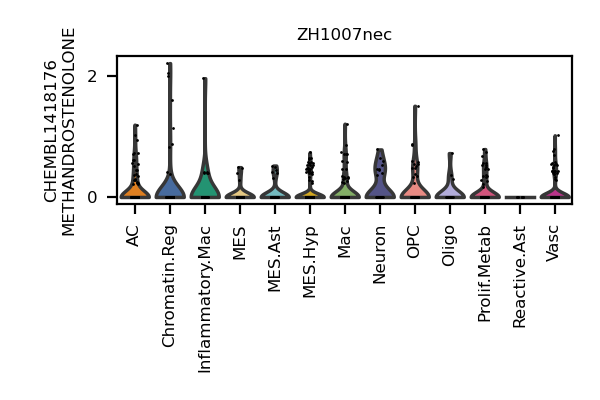 ZH1007nec
CHEMBL1418176
METHANDROSTENOLONE
2
0
AC
Chromatin.Reg
Inflammatory.Mac
MES
MES.Ast
MES.Hyp
Mac
Neuron
OPC
Oligo
Prolif.Metab
Reactive.Ast
Vasc